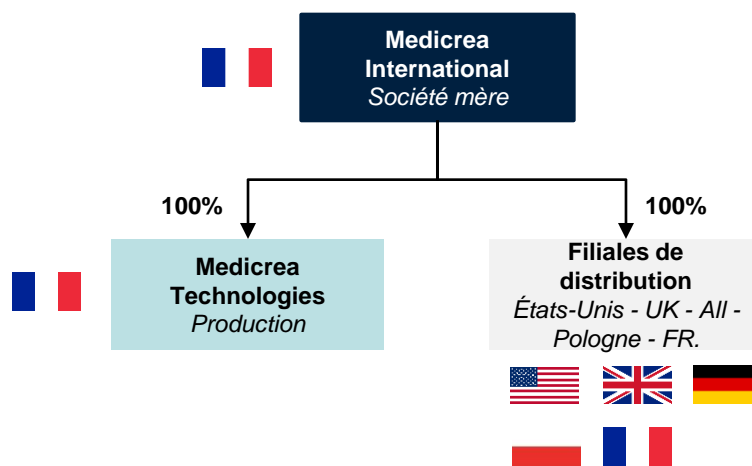 Medicrea
International
Société mère
100%
100%
Medicrea
Technologies
Production
Filiales de
distribution
États-Unis - UK - All -
Pologne - FR.